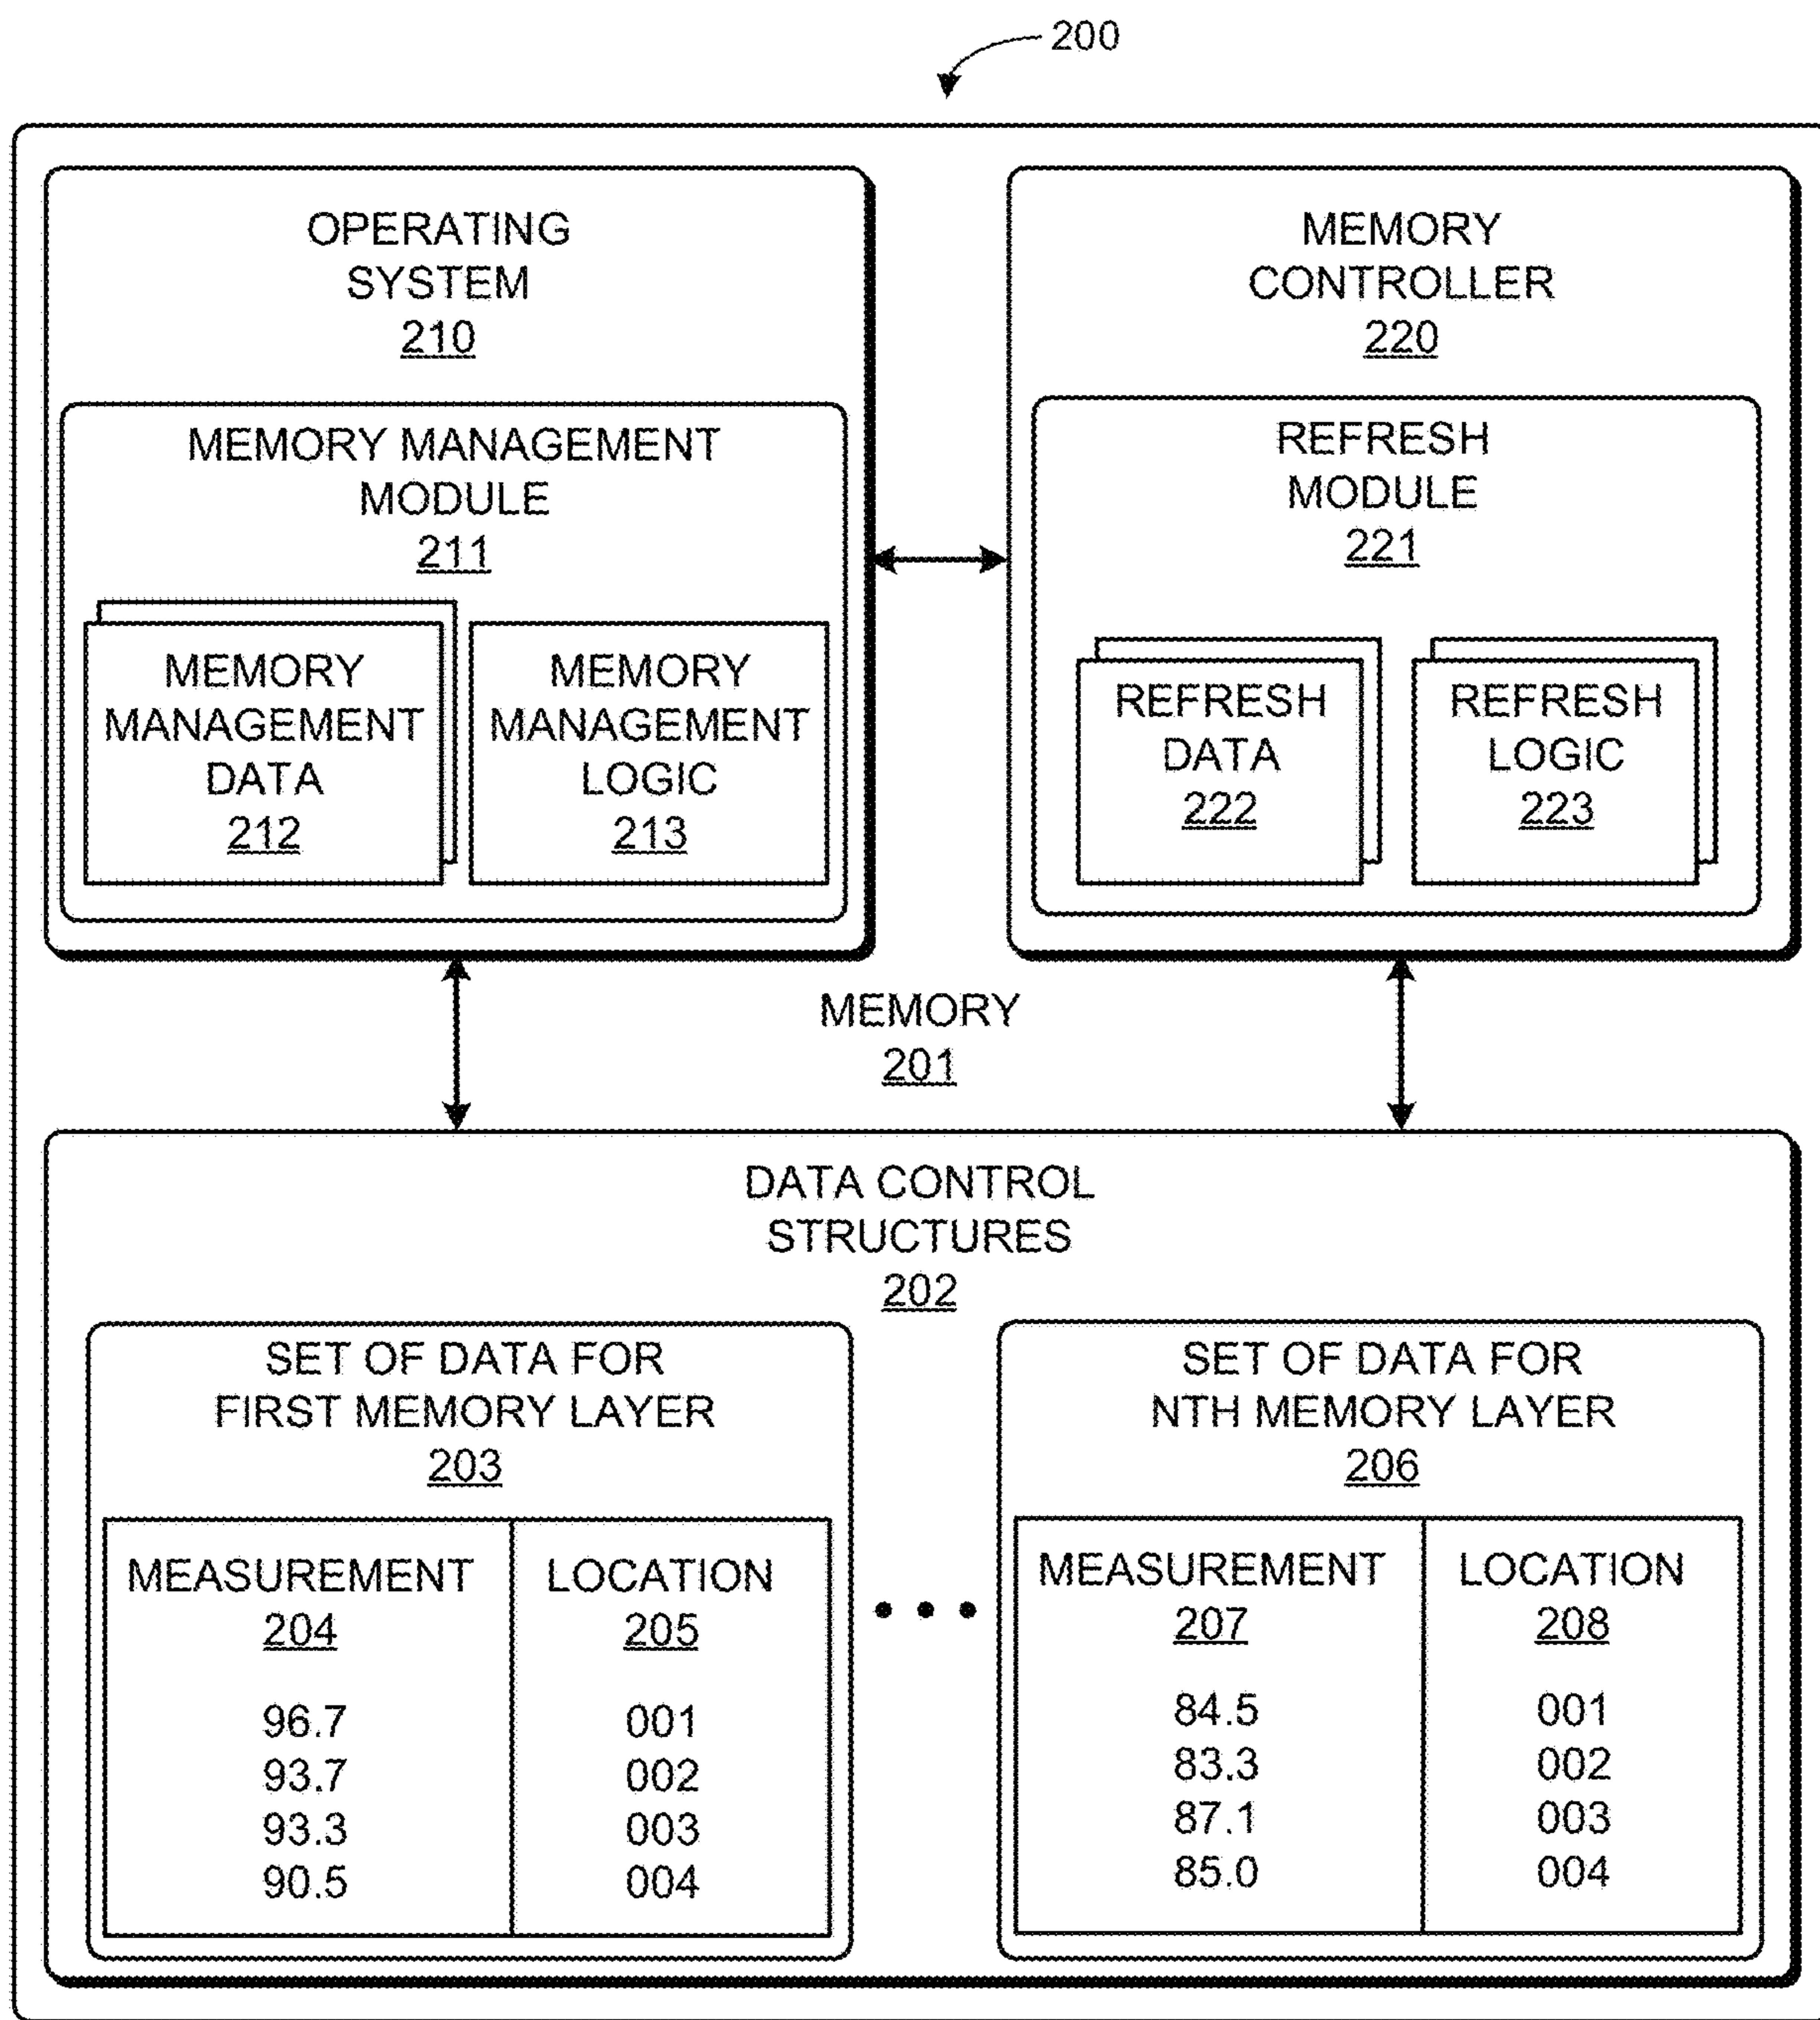 200
OPERATING
SYSTEM
210
MEMORY MANAGEMENT
MODULE
211
MEMORY
MANAGEMENT
DATA
212
MEMORY
MANAGEMENT
LOGIC
213
MEMORY
CONTROLLER
220
REFRESH
MODULE
221
REFRESH
DATA
222
REFRESH
LOGIC
223
MEMORY
201
DATA CONTROL
STRUCTURES
202
SET OF DATA FOR
FIRST MEMORY LAYER
203
MEASUREMENT LOCATION
204 205
96.7 001
93.7 002
93.3 003
90.5 004
• • •
SET OF DATA FOR
NTH MEMORY LAYER
206
MEASUREMENT LOCATION
207 208
84.5 001
83.3 002
87.1 003
85.0 004